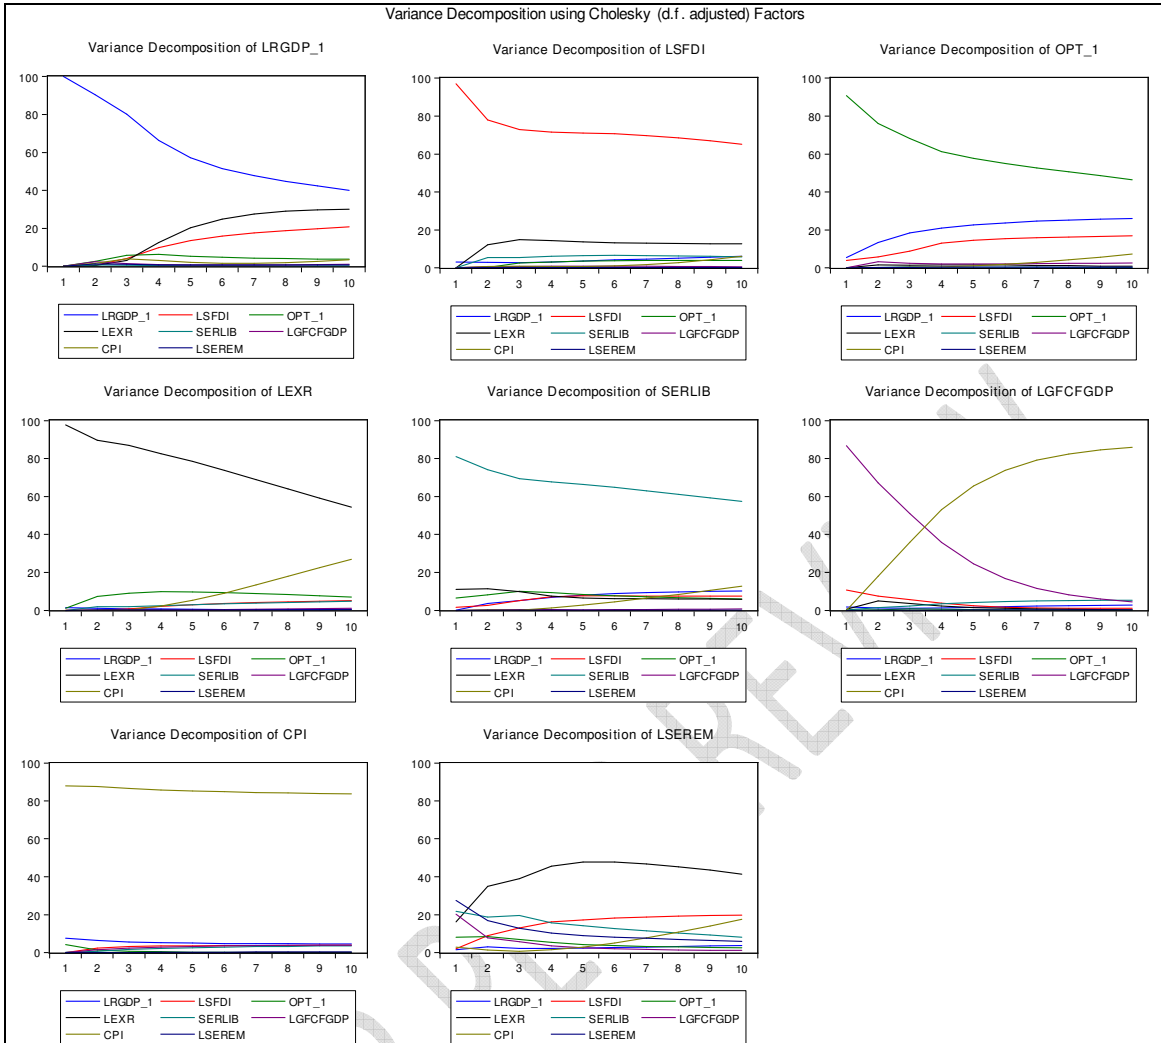 Variance Decomposition using Cholesky (d.f. adjusted) Factors
Variance Decomposition of LRGDP_1
100
80
60
40
20
0
1 2 3 4 5 6 7 8 9 10
LRGDP_1 LSFDI OPT_1
LEXR SERLIB LGFCFGDP
CPI LSEREM
Variance Decomposition of LSFDI
100
80
60
40
20
0
1 2 3 4 5 6 7 8 9 10
LRGDP_1 LSFDI OPT_1
LEXR SERLIB LGFCFGDP
CPI LSEREM
Variance Decomposition of OPT_1
100
80
60
40
20
0
1 2 3 4 5 6 7 8 9 10
LRGDP_1 LSFDI OPT_1
LEXR SERLIB LGFCFGDP
CPI LSEREM
Variance Decomposition of LEXR
100
80
60
40
20
0
1 2 3 4 5 6 7 8 9 10
LRGDP_1 LSFDI OPT_1
LEXR SERLIB LGFCFGDP
CPI LSEREM
Variance Decomposition of SERLIB
100
80
60
40
20
0
1 2 3 4 5 6 7 8 9 10
LRGDP_1 LSFDI OPT_1
LEXR SERLIB LGFCFGDP
CPI LSEREM
Variance Decomposition of LGFCFGDP
100
80
60
40
20
0
1 2 3 4 5 6 7 8 9 10
LRGDP_1 LSFDI OPT_1
LEXR SERLIB LGFCFGDP
CPI LSEREM
Variance Decomposition of CPI
100
80
60
40
20
0
1 2 3 4 5 6 7 8 9 10
LRGDP_1 LSFDI OPT_1
LEXR SERLIB LGFCFGDP
CPI LSEREM
Variance Decomposition of LSEREM
100
80
60
40
20
0
1 2 3 4 5 6 7 8 9 10
LRGDP_1 LSFDI OPT_1
LEXR SERLIB LGFCFGDP
CPI LSEREM